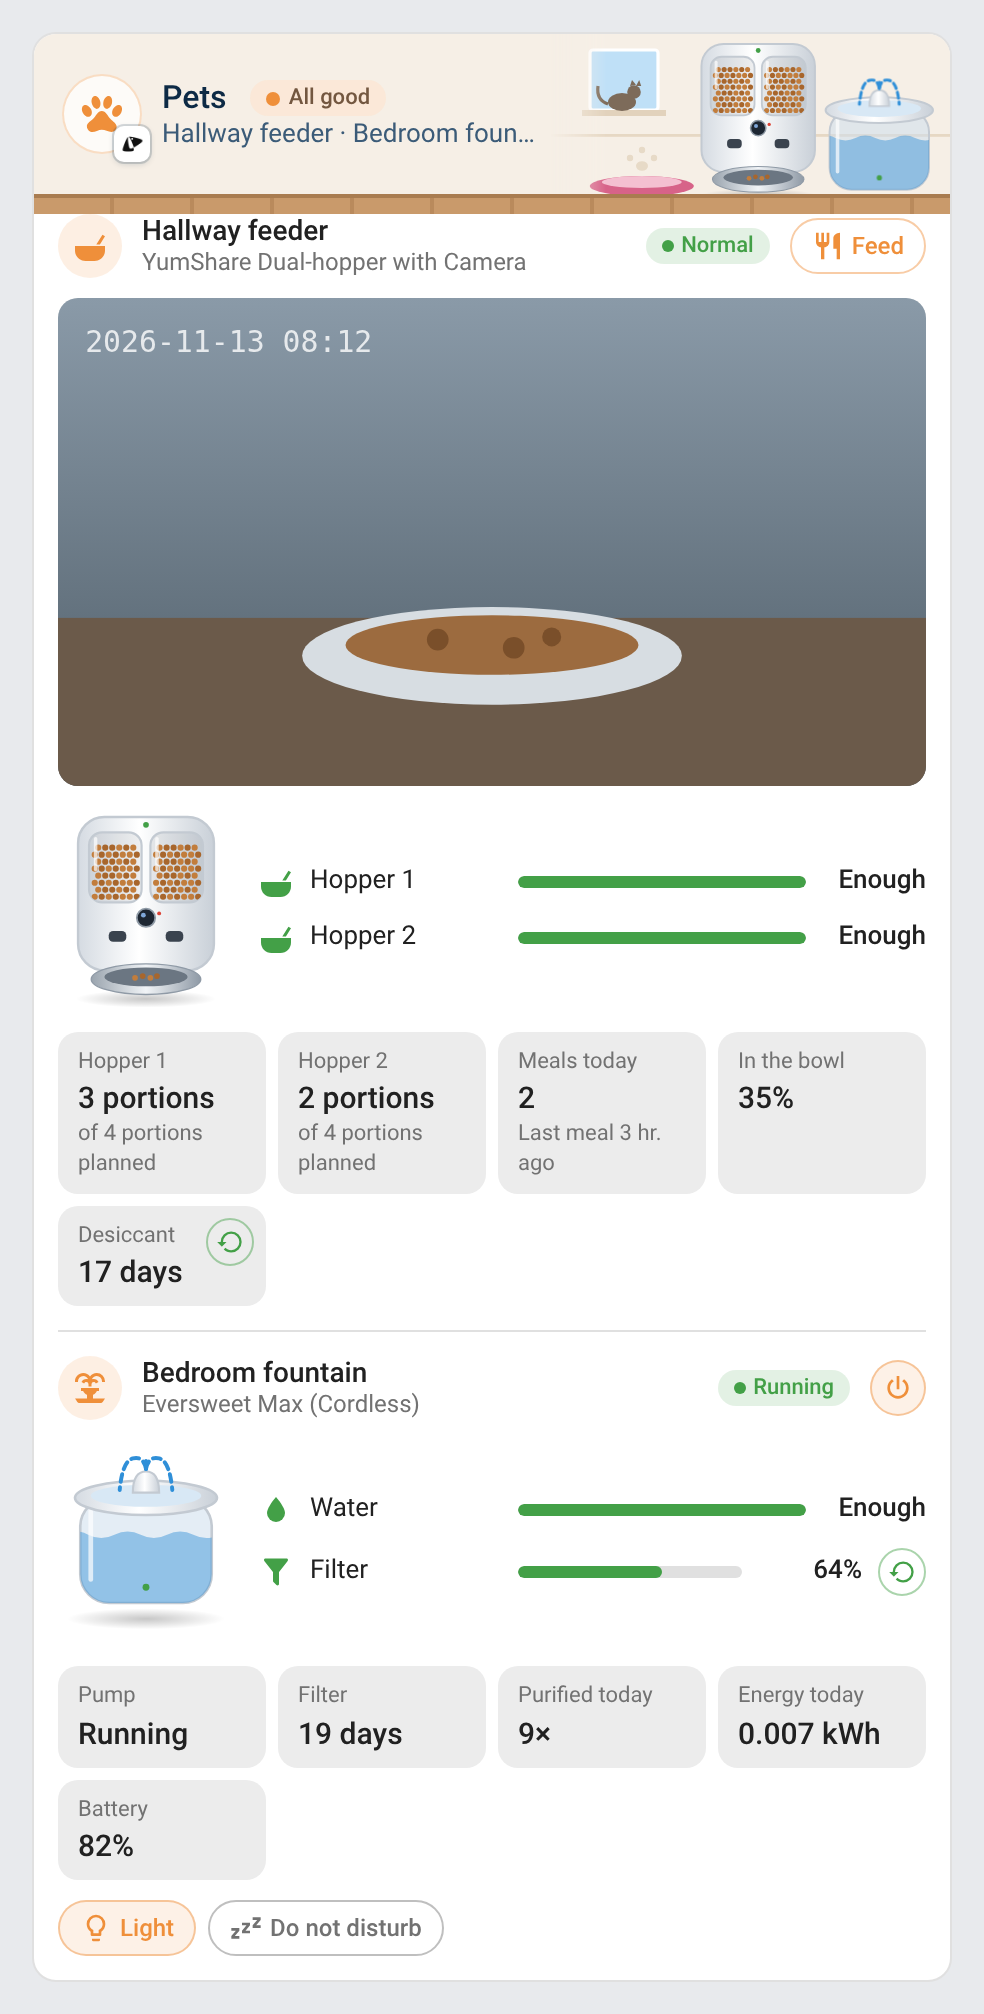 Pets
All good
Hallway feeder · Bedroom foun...
Hallway feeder
YumShare Dual-hopper with Camera
Normal
Feed
2026-11-13 08:12
Hopper 1
Enough
Hopper 2
Enough
Hopper 1
3 portions
of 4 portions
planned
Hopper 2
2 portions
of 4 portions
planned
Meals today
2
Last meal 3 hr.
ago
In the bowl
35%
Desiccant
17 days
Bedroom fountain
Eversweet Max (Cordless)
Running
Water
Enough
Filter
64%
Pump
Running
Filter
19 days
Purified today
9×
Energy today
0.007 kWh
Battery
82%
Light
zzz Do not disturb